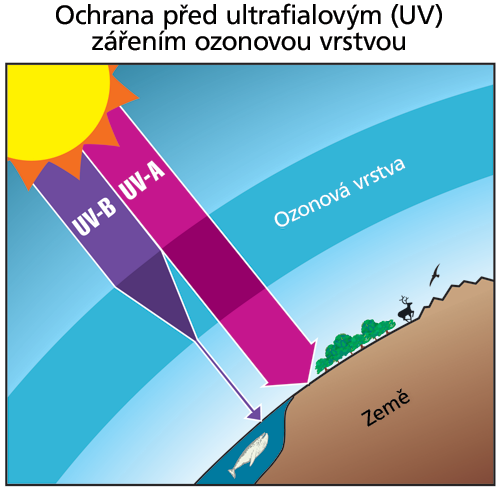 Ochrana před ultrafialovým (UV)
zářením ozonovou vrstvou
UV-B
UV-A
Ozonová vrstva
Země